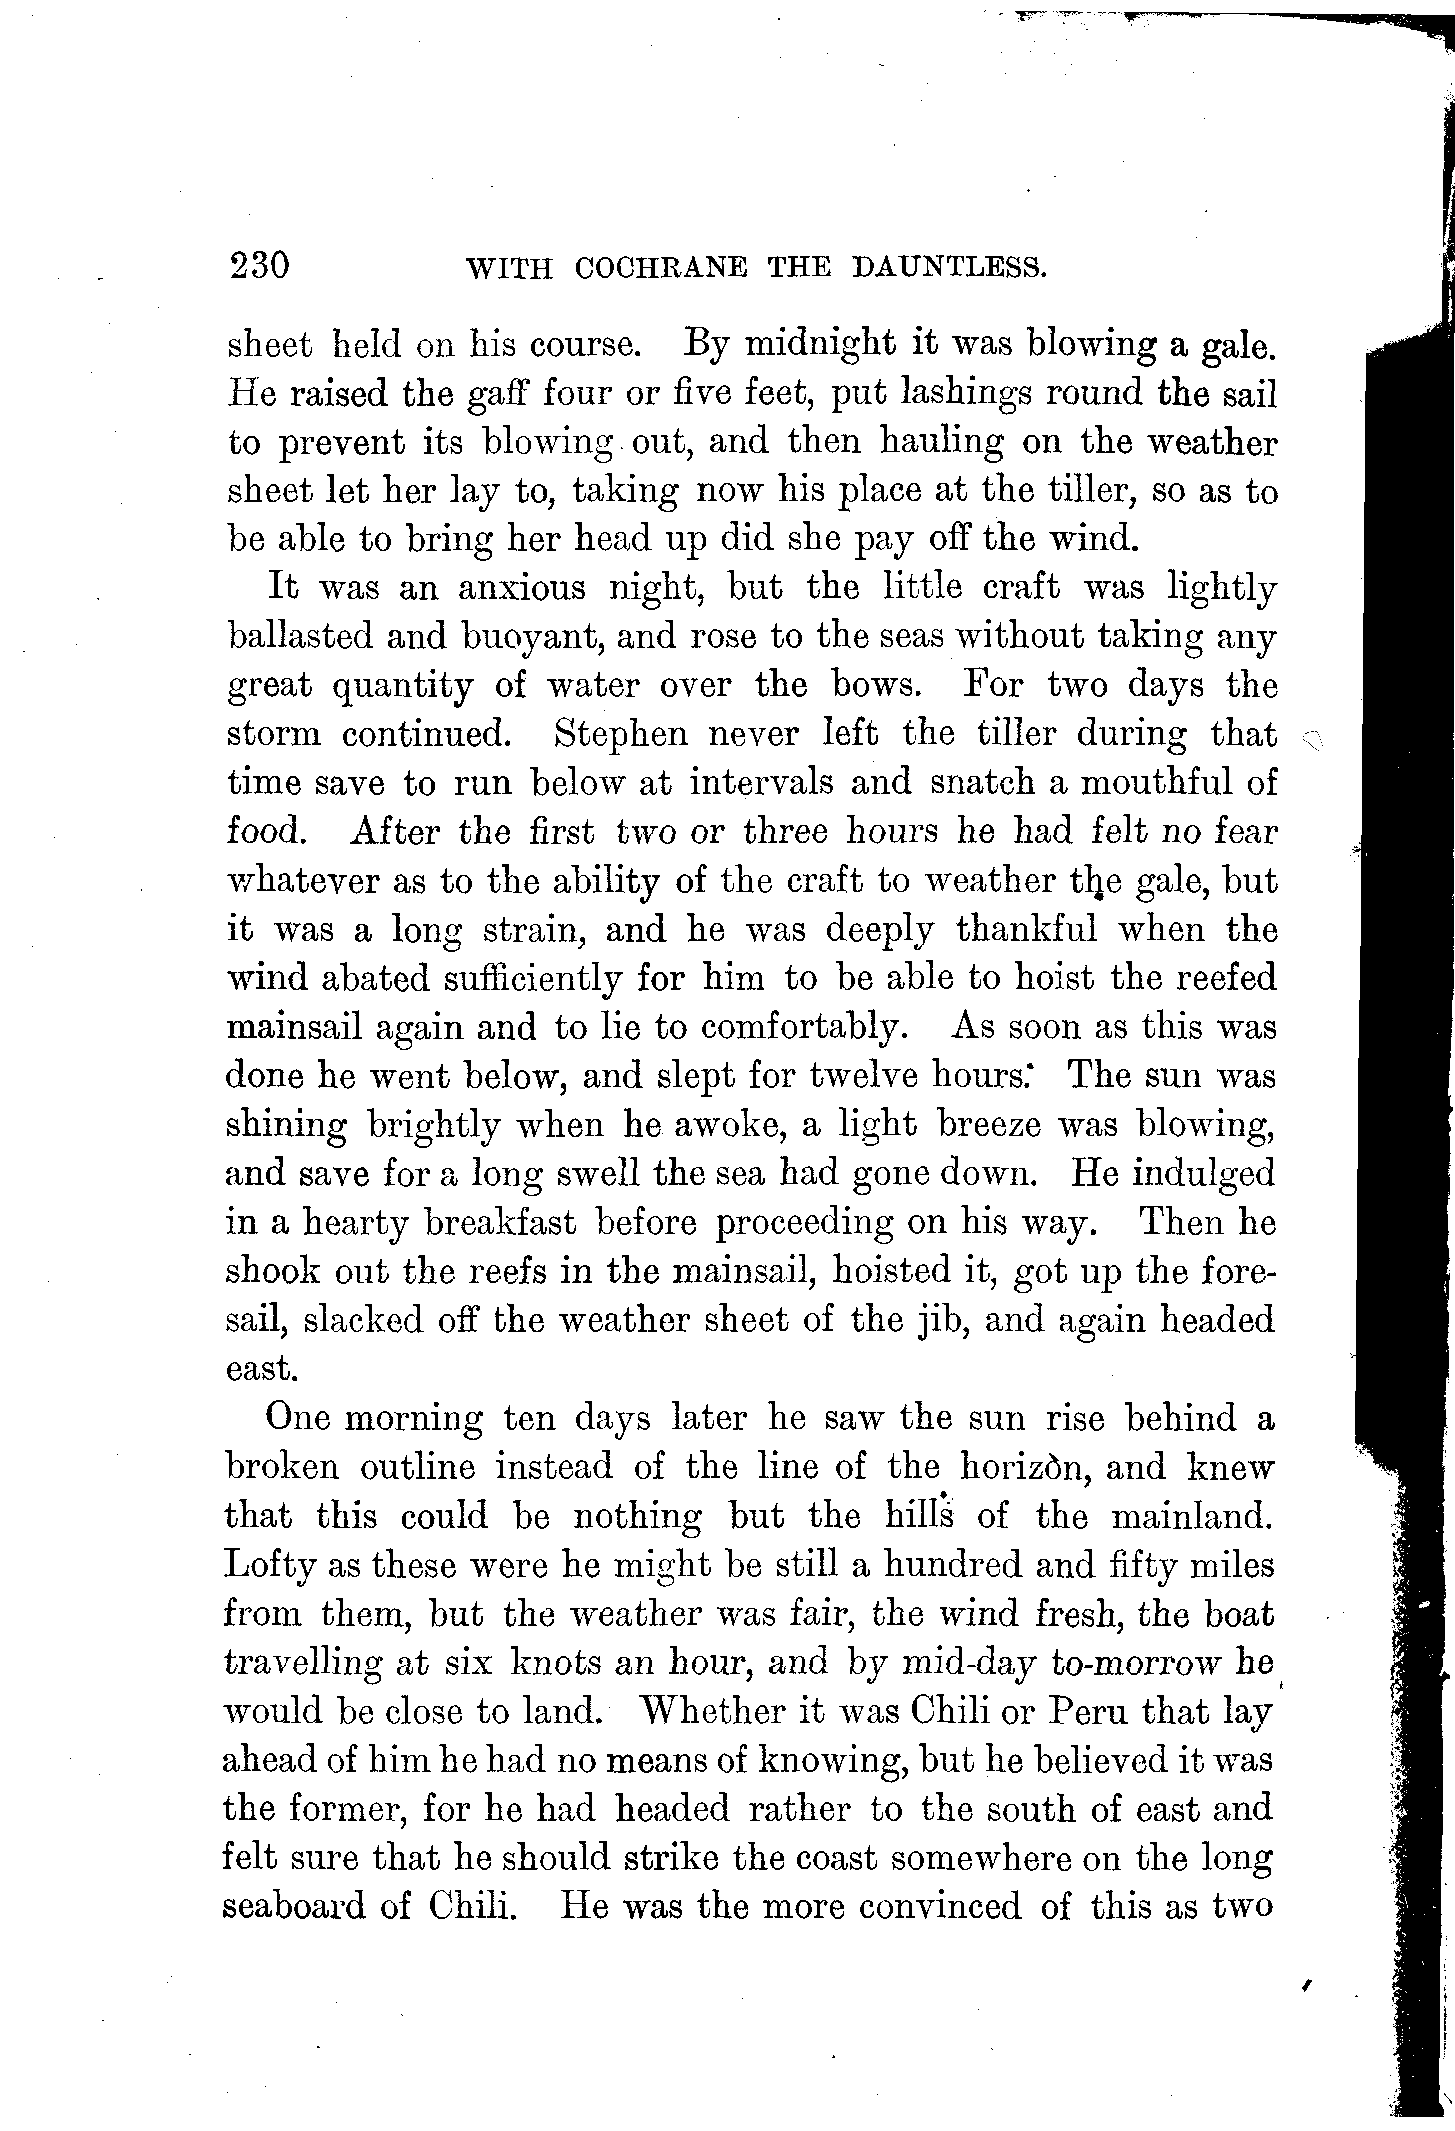 230 WITH COCHRANE THE DAUNTLESS.
sheet held on his course. By midnight it was blowing a gale.
He raised the gaff four or five feet, put lashings round the sail
to prevent its blowing out, and then hauling on the weather
sheet let her lay to, taking now his place at the tiller, so as to
be able to bring her head up did she pay off the wind.
It was an anxious night, but the little craft was lightly
ballasted and buoyant, and rose to the seas without taking any
great quantity of water over the bows. For two days the
storm continued. Stephen never left the tiller during that
time save to run below at intervals and snatch a mouthful of
food. After the first two or three hours he had felt no fear
whatever as to the ability of the craft to weather the gale, but
it was a long strain, and he was deeply thankful when the
wind abated sufficiently for him to be able to hoist the reefed
mainsail again and to lie to comfortably. As soon as this was
done he went below, and slept for twelve hours. The sun was
shining brightly when he awoke, a light breeze was blowing,
and save for a long swell the sea had gone down. He indulged
in a hearty breakfast before proceeding on his way. Then he
shook out the reefs in the mainsail, hoisted it, got up the fore-
sail, slacked off the weather sheet of the jib, and again headed
east.
One morning ten days later he saw the sun rise behind a
broken outline instead of the line of the horizon, and knew
that this could be nothing but the hills of the mainland.
Lofty as these were he might be still a hundred and fifty miles
from them, but the weather was fair, the wind fresh, the boat
travelling at six knots an hour, and by mid-day to-morrow he
would be close to land. Whether it was Chili or Peru that lay
ahead of him he had no means of knowing, but he believed it was
the former, for he had headed rather to the south of east and
felt sure that he should strike the coast somewhere on the long
seaboard of Chili. He was the more convinced of this as two